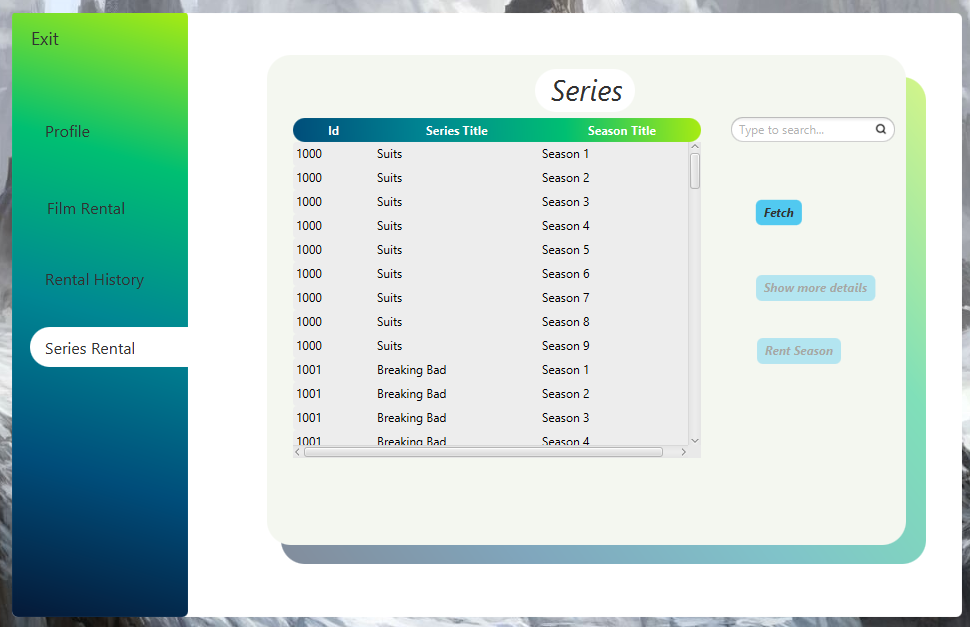 Exit
Profile
Film Rental
Rental History
Series Rental
Series
Id Series Title Season Title
1000 Suits Season 1
1000 Suits Season 2
1000 Suits Season 3
1000 Suits Season 4
1000 Suits Season 5
1000 Suits Season 6
1000 Suits Season 7
1000 Suits Season 8
1000 Suits Season 9
1001 Breaking Bad Season 1
1001 Breaking Bad Season 2
1001 Breaking Bad Season 3
1001 Breaking Bad Season 4
Type to search...
Fetch
Show more details
Rent Season